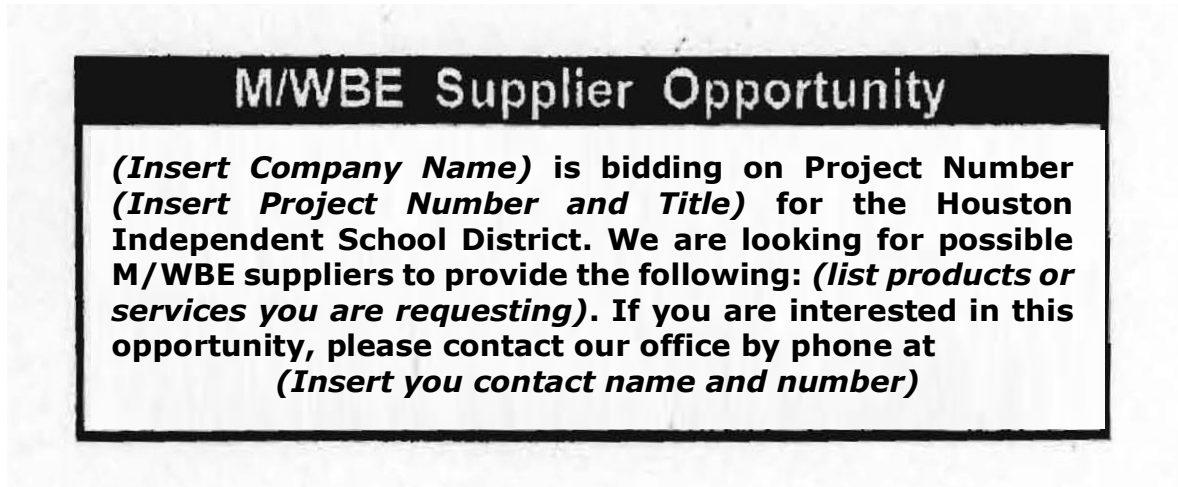 M/WBE Supplier Opportunity
(Insert Company Name) is bidding on Project Number
(Insert Project Number and Title) for the Houston
Independent School District. We are looking for possible
M/WBE suppliers to provide the following: (list products or
services you are requesting). If you are interested in this
opportunity, please contact our office by phone at
(Insert you contact name and number)